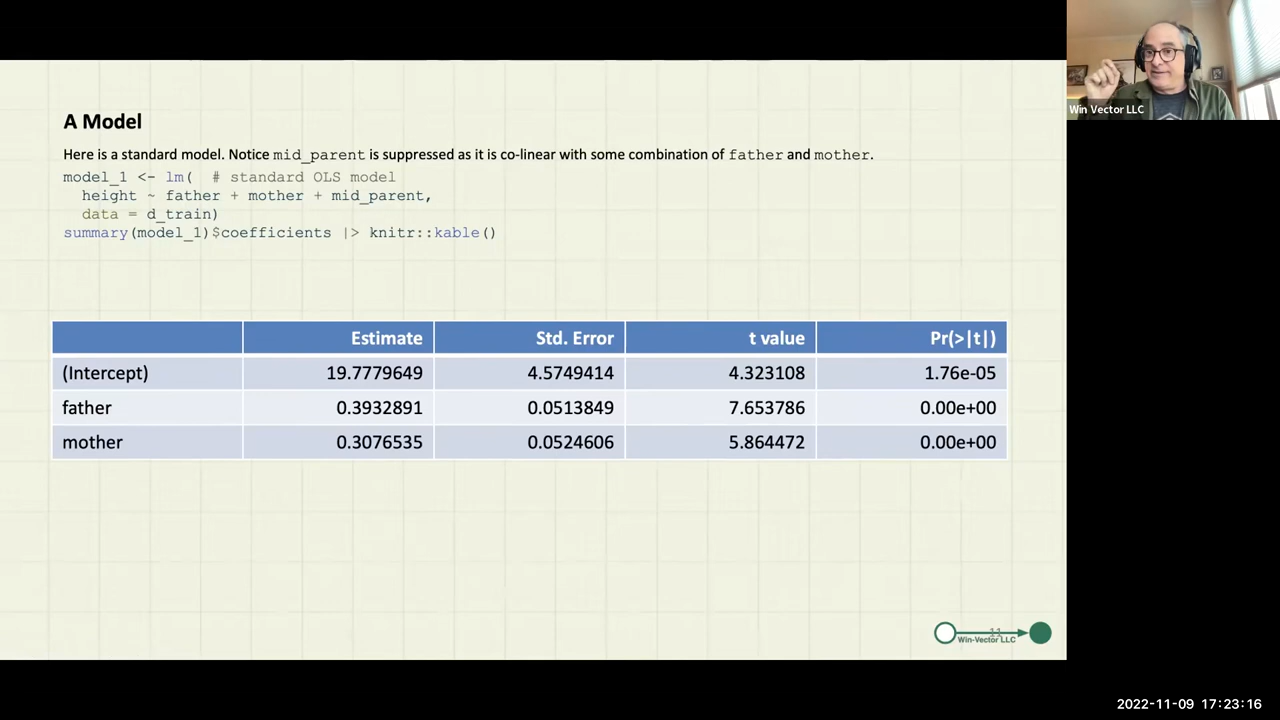 Win Vector LLC
A Model
Here is a standard model. Notice mid_parent is suppressed as it is co-linear with some combination of father and mother.
model_1 <- lm(  # standard OLS model
  height ~ father + mother + mid_parent,
  data = d_train)
summary(model_1)$coefficients |> knitr::kable()
Estimate Std. Error t value Pr(>|t|)
(Intercept) 19.7779649 4.5749414 4.323108 1.76e-05
father 0.3932891 0.0513849 7.653786 0.00e+00
mother 0.3076535 0.0524606 5.864472 0.00e+00
11
Win-Vector LLC
2022-11-09 17:23:16